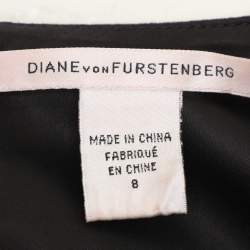 DIANE VON FURSTENBERG
MADE IN CHINA
FABRIQUÉ
EN CHINE
8